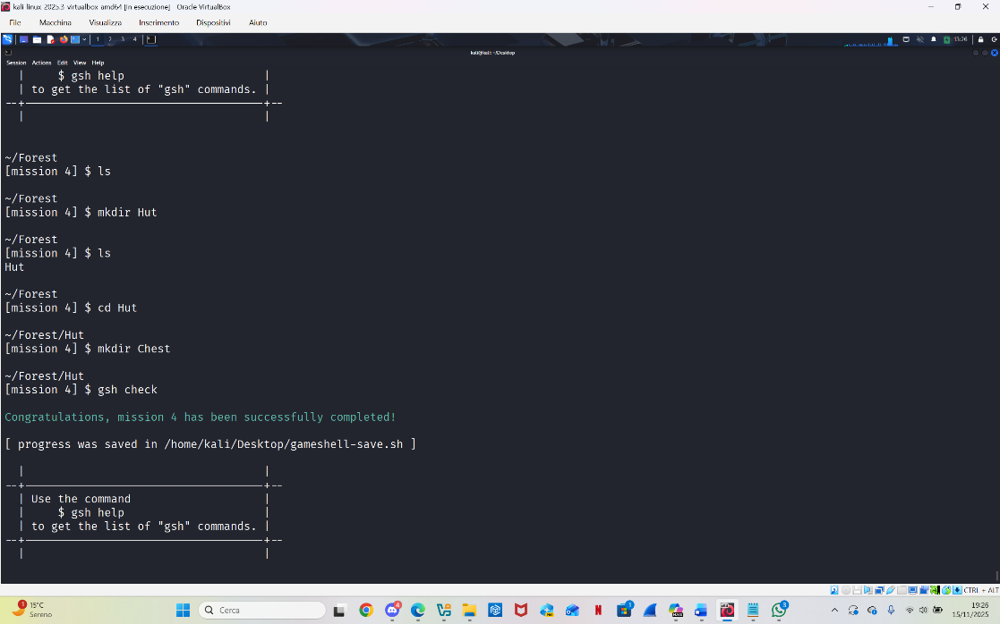 kali linux 2025.3 virtualbox amd64 [In esecuzione] - Oracle VirtualBox
File Macchina Visualizza Inserimento Dispositivi Aiuto
1 2 3 4 13:26
kali@kali: ~/Desktop
Session Actions Edit View Help
$ gsh help
to get the list of "gsh" commands.
~/Forest
[mission 4] $ ls
~/Forest
[mission 4] $ mkdir Hut
~/Forest
[mission 4] $ ls
Hut
~/Forest
[mission 4] $ cd Hut
~/Forest/Hut
[mission 4] $ mkdir Chest
~/Forest/Hut
[mission 4] $ gsh check
Congratulations, mission 4 has been successfully completed!
[ progress was saved in /home/kali/Desktop/gameshell-save.sh ]
Use the command
$ gsh help
to get the list of "gsh" commands.
CTRL + ALT
1 15°C
Sereno
Cerca
4
1
3
19:26
15/11/2025